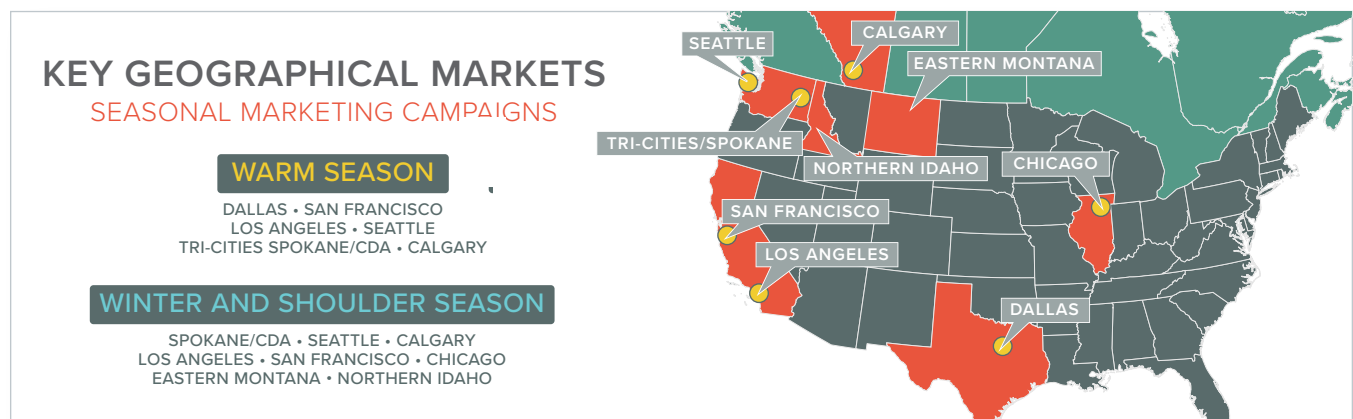 KEY GEOGRAPHICAL MARKETS
SEASONAL MARKETING CAMPAIGNS
WARM SEASON
DALLAS • SAN FRANCISCO
LOS ANGELES • SEATTLE
TRI-CITIES SPOKANE/CDA • CALGARY
WINTER AND SHOULDER SEASON
SPOKANE/CDA • SEATTLE • CALGARY
LOS ANGELES • SAN FRANCISCO • CHICAGO
EASTERN MONTANA • NORTHERN IDAHO
SEATTLE
CALGARY
EASTERN MONTANA
TRI-CITIES/SPOKANE
NORTHERN IDAHO
CHICAGO
SAN FRANCISCO
LOS ANGELES
DALLAS